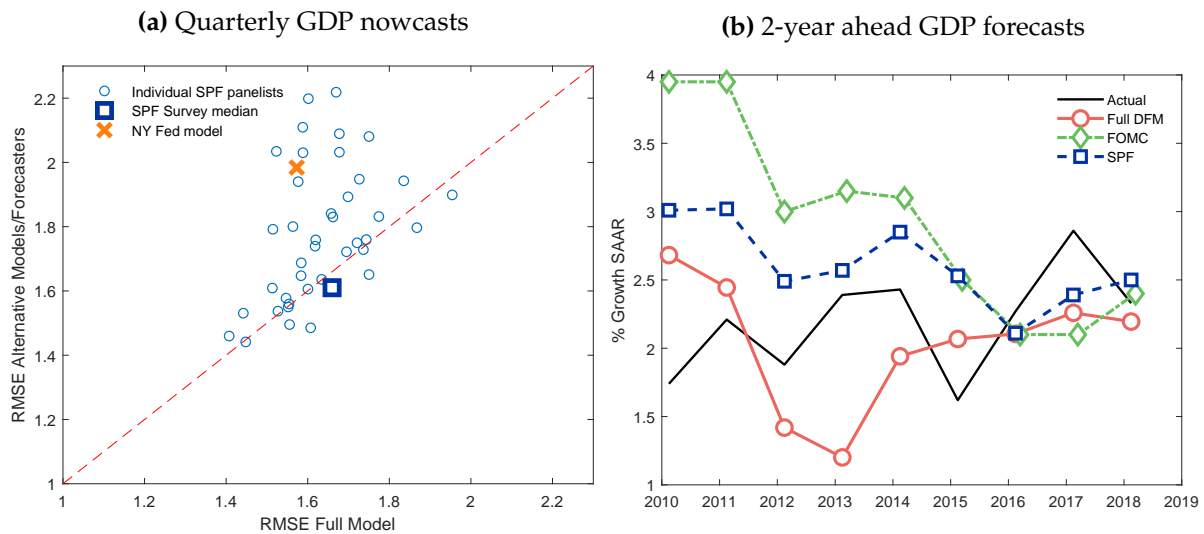 (a) Quarterly GDP nowcasts
RMSE Alternative Models/Forecasters
2.2
2
1.8
1.6
1.4
1.2
1
Individual SPF panelists
SPF Survey median
NY Fed model
1 1.2 1.4 1.6 1.8 2 2.2
RMSE Full Model
(b) 2-year ahead GDP forecasts
% Growth SAAR
4
3.5
3
2.5
2
1.5
1
Actual
Full DFM
FOMC
SPF
2010 2011 2012 2013 2014 2015 2016 2017 2018 2019